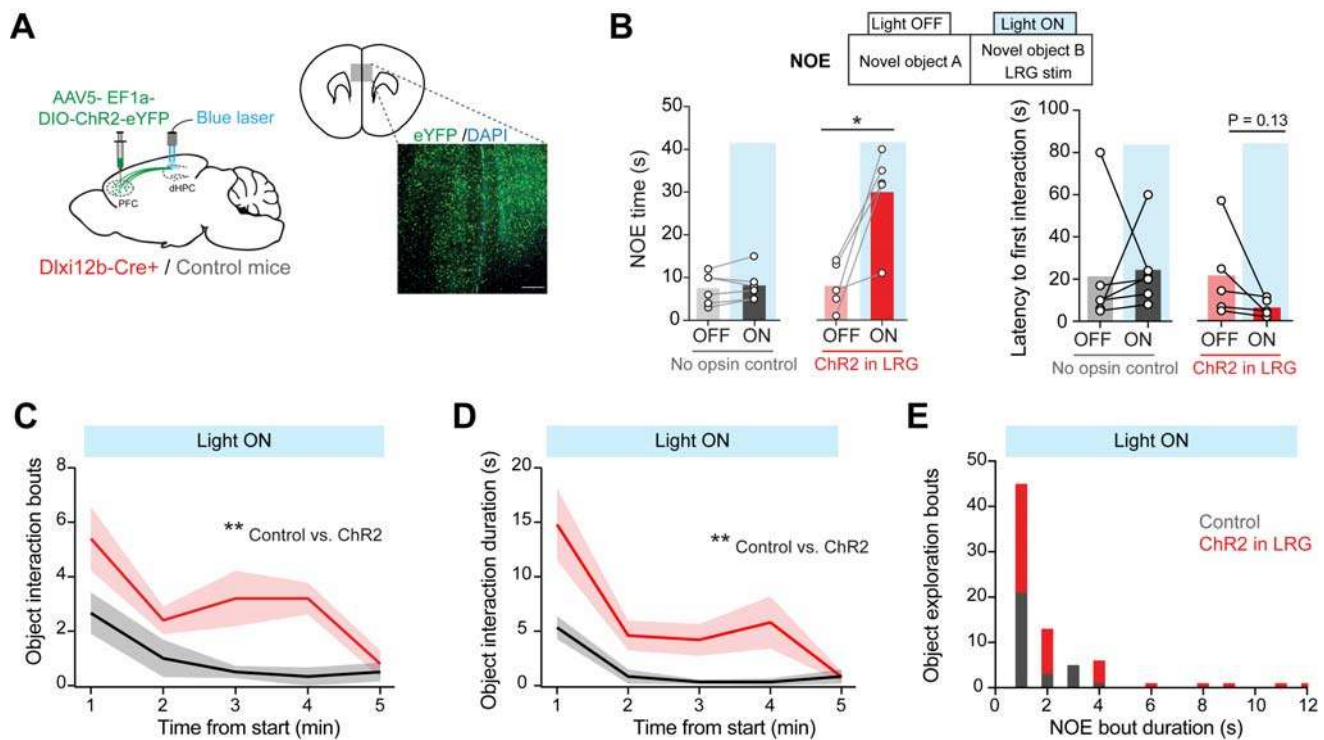 A
AAV5- EF1a-
DIO-ChR2-eYFP
Blue laser
dHPC
PFC
Dlxi12b-Cre+ / Control mice
eYFP /DAPI
B
Light OFF
Light ON
NOE
Novel object A
Novel object B
LRG stim
NOE time (s)
50
40
30
20
10
0
*
OFF
ON
OFF
ON
No opsin control
ChR2 in LRG
Latency to first interaction (s)
100
80
60
40
20
0
P = 0.13
OFF
ON
OFF
ON
No opsin control
ChR2 in LRG
C
Light ON
Object interaction bouts
8
6
4
2
0
** Control vs. ChR2
1 2 3 4 5
Time from start (min)
D
Light ON
Object interaction duration (s)
20
15
10
5
0
** Control vs. ChR2
1 2 3 4 5
Time from start (min)
E
Light ON
Object exploration bouts
50
40
30
20
10
0
Control
ChR2 in LRG
0 2 4 6 8 10 12
NOE bout duration (s)